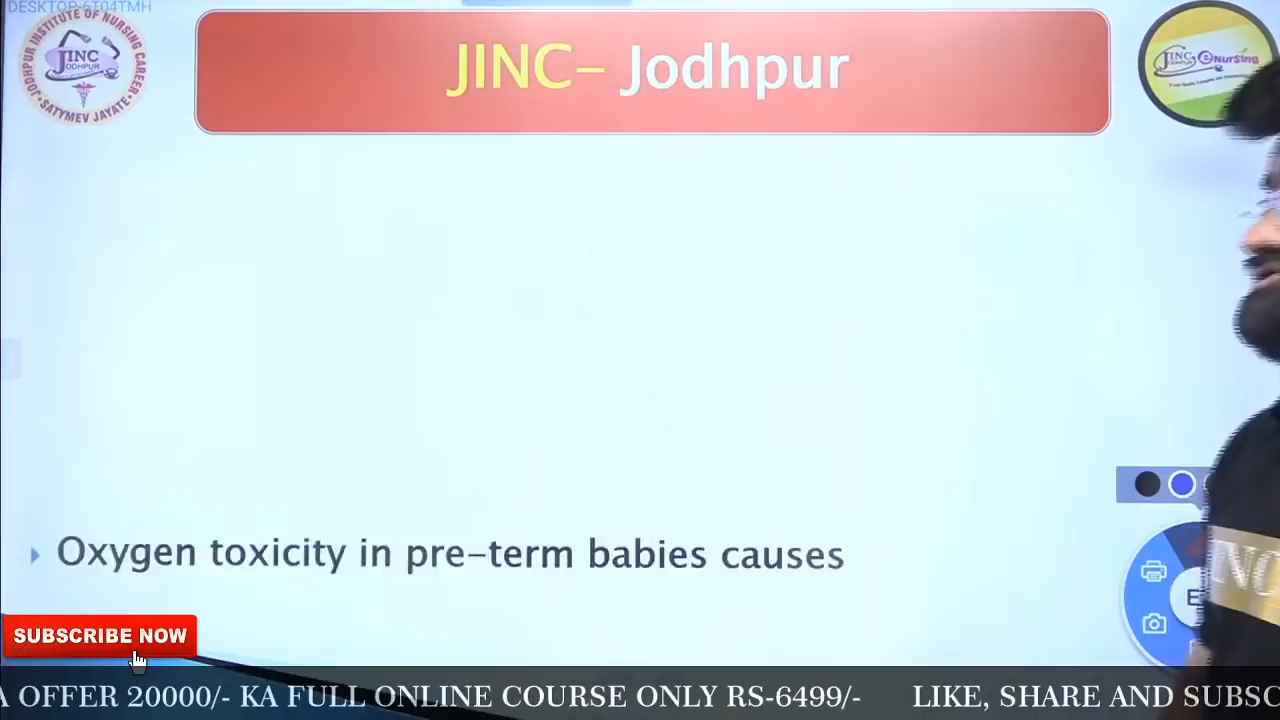 DESKTOP-6T04TMH
JODHPUR INSTITUTE OF NURSING CAREER
JINC
JODHPUR
SATYMEV JAYATE
JINC- Jodhpur
JINC
eNursing
Oxygen toxicity in pre-term babies causes
SUBSCRIBE NOW
A OFFER 20000/- KA FULL ONLINE COURSE ONLY RS-6499/- LIKE, SHARE AND SUBSC